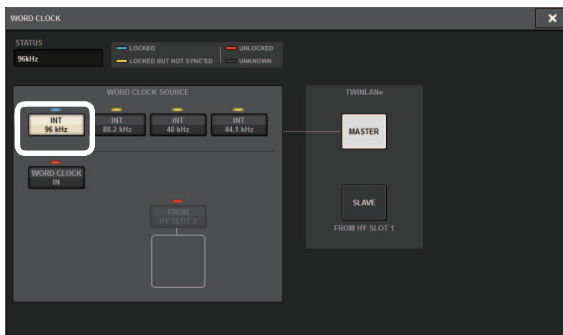 WORD CLOCK
STATUS
96kHz
LOCKED
UNLOCKED
LOCKED BUT NOT SYNC'ED
UNKNOWN
WORD CLOCK SOURCE
TWINLANe
INT
96 kHz
INT
88.2 kHz
INT
48 kHz
INT
44.1 kHz
MASTER
WORD CLOCK
IN
FROM
HY SLOT 2
SLAVE
FROM HY SLOT 1